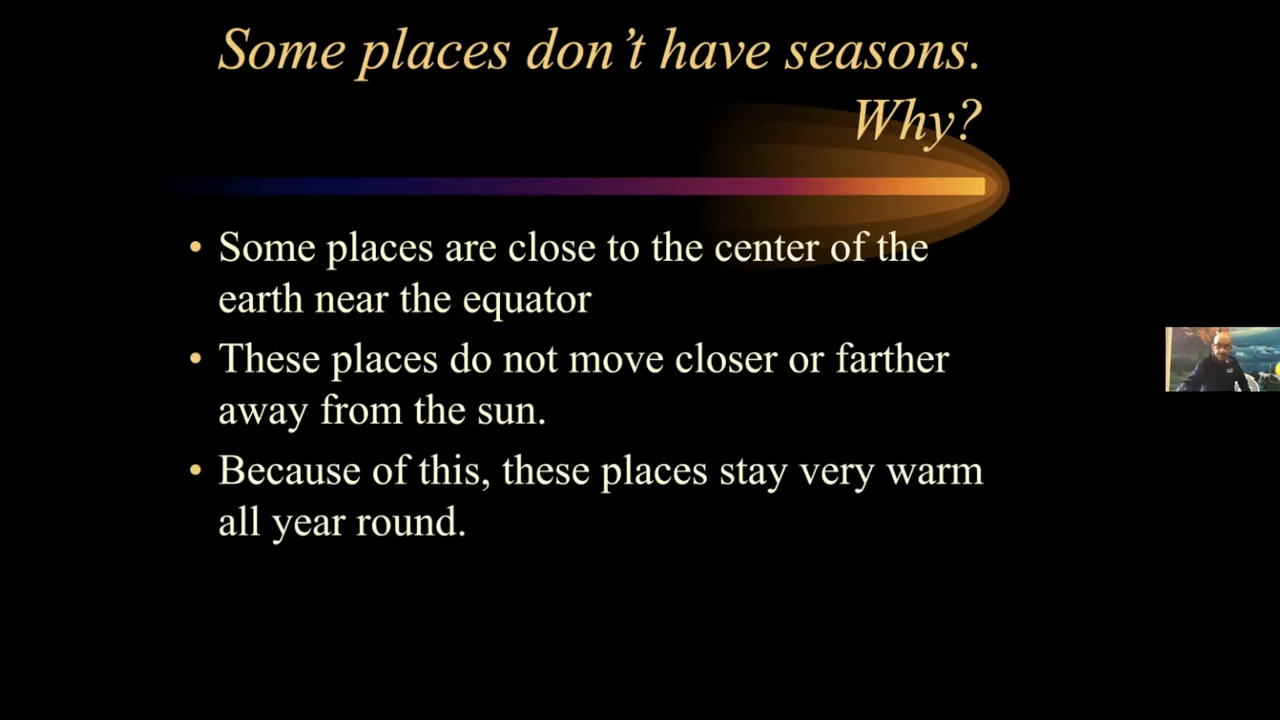 Some places don’t have seasons.
Why?
• Some places are close to the center of the
earth near the equator
• These places do not move closer or farther
away from the sun.
• Because of this, these places stay very warm
all year round.